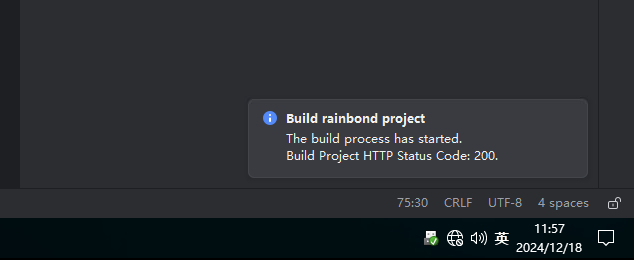 Build rainbond project
The build process has started.
Build Project HTTP Status Code: 200.
75:30 CRLF UTF-8 4 spaces
英 11:57
2024/12/18